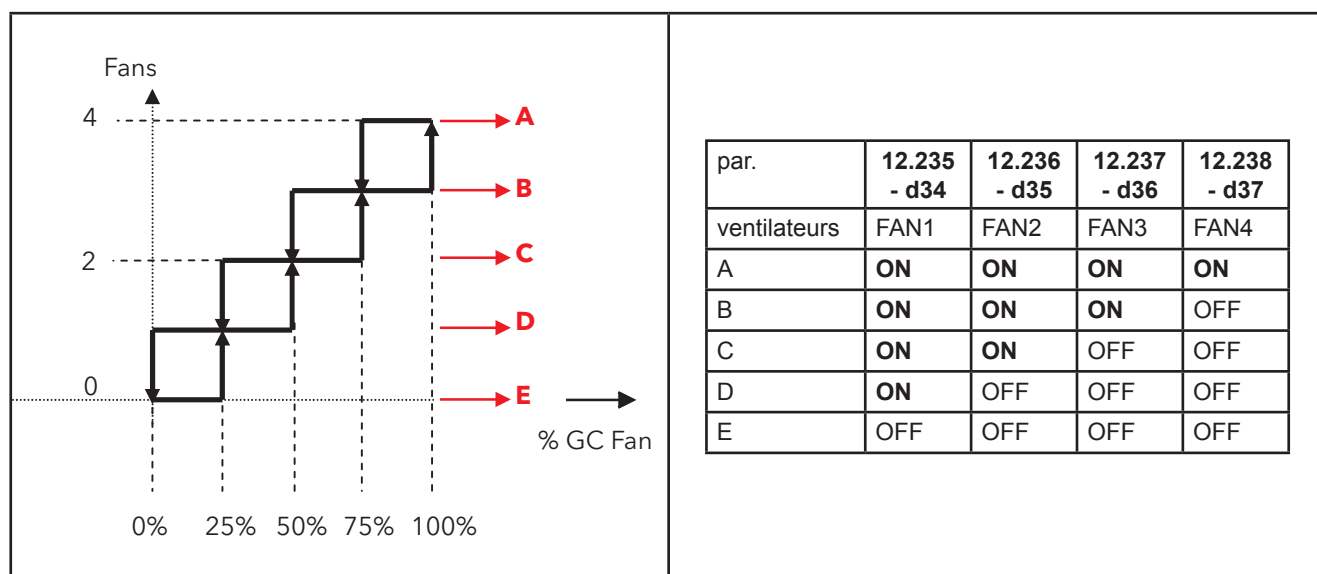 Fans
4
A
B
2
C
D
0
E
% GC Fan
0% 25% 50% 75% 100%
par. 12.235 - d34 12.236 - d35 12.237 - d36 12.238 - d37
ventilateurs FAN1 FAN2 FAN3 FAN4
A ON ON ON ON
B ON ON ON OFF
C ON ON OFF OFF
D ON OFF OFF OFF
E OFF OFF OFF OFF